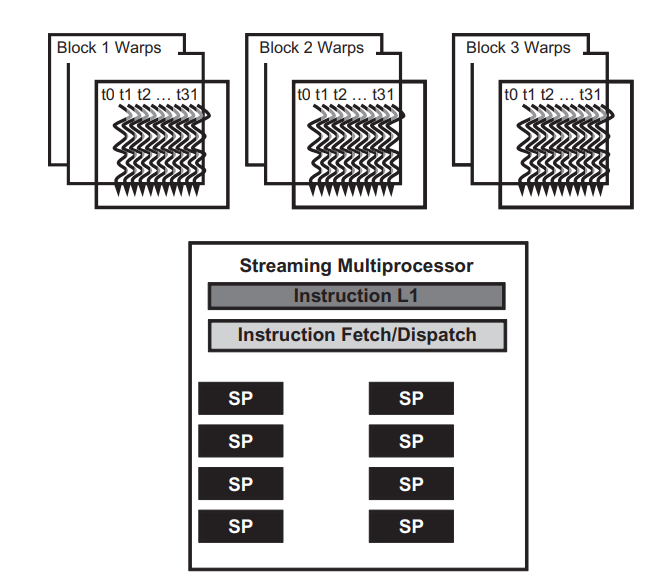 Block 1 Warps
Block 2 Warps
Block 3 Warps
t0 t1 t2 … t31
t0 t1 t2 … t31
t0 t1 t2 … t31
Streaming Multiprocessor
Instruction L1
Instruction Fetch/Dispatch
SP
SP
SP
SP
SP
SP
SP
SP